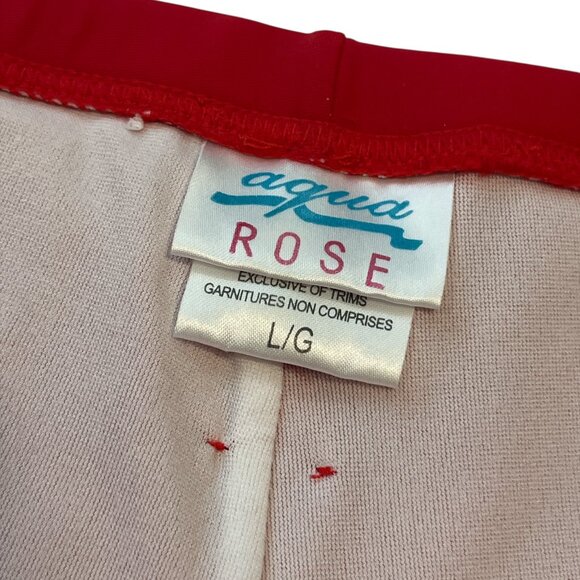 aqua
ROSE
EXCLUSIVE OF TRIMS
GARNITURES NON COMPRISES
L/G